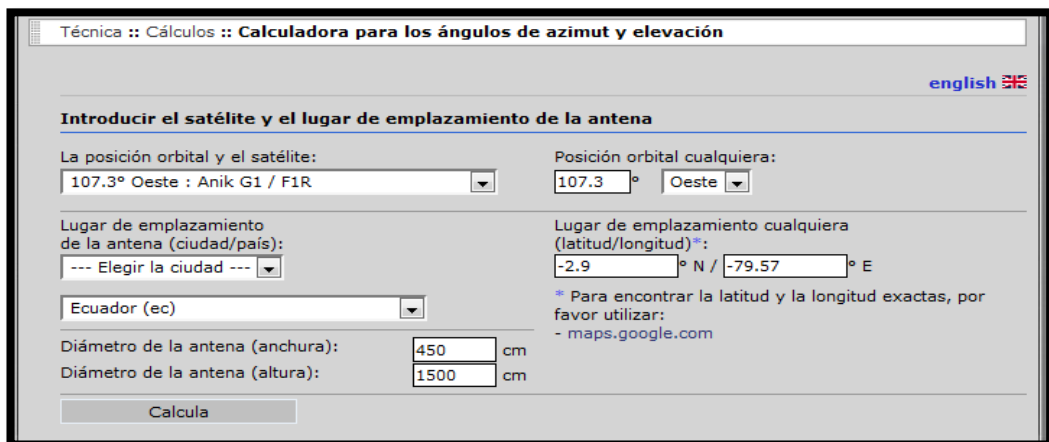 Técnica :: Cálculos :: Calculadora para los ángulos de azimut y elevación
english
Introducir el satélite y el lugar de emplazamiento de la antena
La posición orbital y el satélite:
107.3° Oeste : Anik G1 / F1R
Posición orbital cualquiera:
107.3 ° Oeste
Lugar de emplazamiento
de la antena (ciudad/país):
--- Elegir la ciudad ---
Ecuador (ec)
Lugar de emplazamiento cualquiera
(latitud/longitud)*:
-2.9 ° N / -79.57 ° E
* Para encontrar la latitud y la longitud exactas, por
favor utilizar:
- maps.google.com
Diámetro de la antena (anchura): 450 cm
Diámetro de la antena (altura): 1500 cm
Calcula